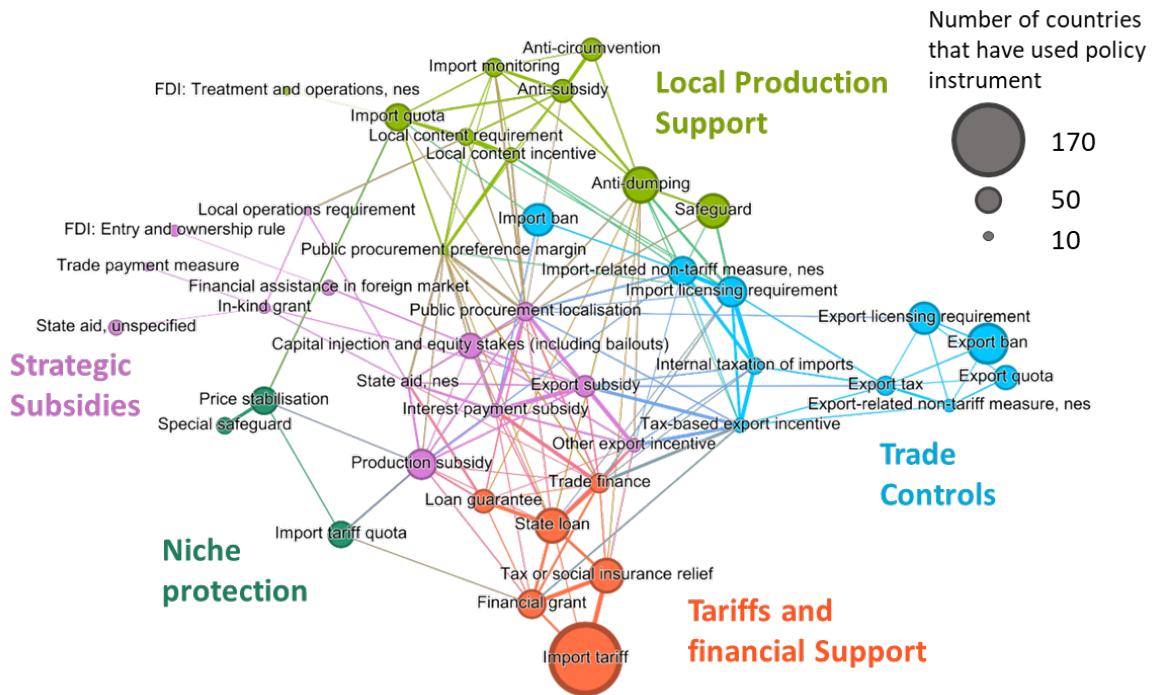 Number of countries
that have used policy
instrument
170
50
10
Anti-circumvention
Import monitoring
FDI: Treatment and operations, nes
Anti-subsidy
Local Production
Support
Import quota
Local content requirement
Local content incentive
Anti-dumping
Safeguard
Local operations requirement
Import ban
FDI: Entry and ownership rule
Public procurement preference margin
Trade payment measure
Import-related non-tariff measure, nes
Financial assistance in foreign market
Import licensing requirement
In-kind grant
Public procurement localisation
Export licensing requirement
State aid, unspecified
Capital injection and equity stakes (including bailouts)
Export ban
Strategic
Subsidies
Internal taxation of imports
Export quota
State aid, nes
Export subsidy
Export tax
Price stabilisation
Interest payment subsidy
Export-related non-tariff measure, nes
Special safeguard
Tax-based export incentive
Other export incentive
Trade
Controls
Production subsidy
Trade finance
Loan guarantee
State loan
Import tariff quota
Niche
protection
Tax or social insurance relief
Financial grant
Tariffs and
financial Support
Import tariff